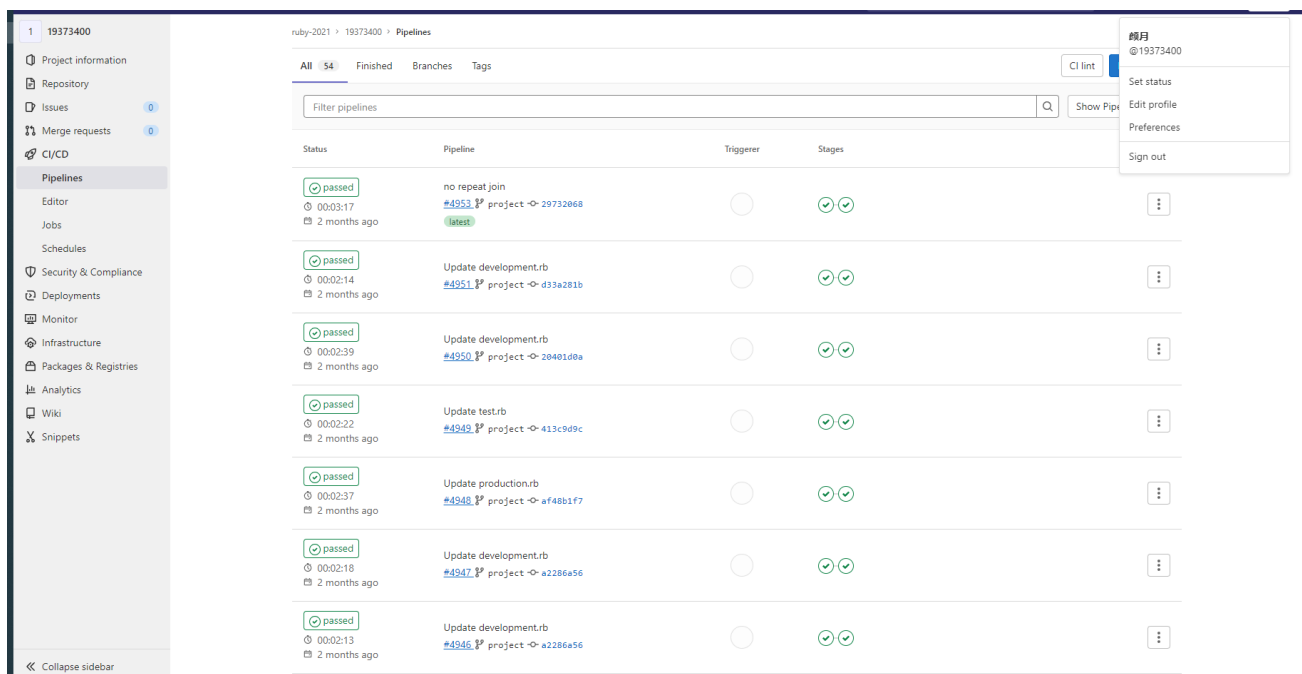 1 19373400
Project information
Repository
Issues 0
Merge requests 0
CI/CD
Pipelines
Editor
Jobs
Schedules
Security & Compliance
Deployments
Monitor
Infrastructure
Packages & Registries
Analytics
Wiki
Snippets
Collapse sidebar
ruby-2021 > 19373400 > Pipelines
All 54 Finished Branches Tags
CI lint
Filter pipelines
Show Pipe
颜月
@19373400
Set status
Edit profile
Preferences
Sign out
Status Pipeline Triggerer Stages
passed
00:03:17
2 months ago
no repeat join
#4953 project 29732068
latest
passed
00:02:14
2 months ago
Update development.rb
#4951 project d33a281b
passed
00:02:39
2 months ago
Update development.rb
#4950 project 20401d0a
passed
00:02:22
2 months ago
Update test.rb
#4949 project 413c9d9c
passed
00:02:37
2 months ago
Update production.rb
#4948 project af48b1f7
passed
00:02:18
2 months ago
Update development.rb
#4947 project a2286a56
passed
00:02:13
2 months ago
Update development.rb
#4946 project a2286a56